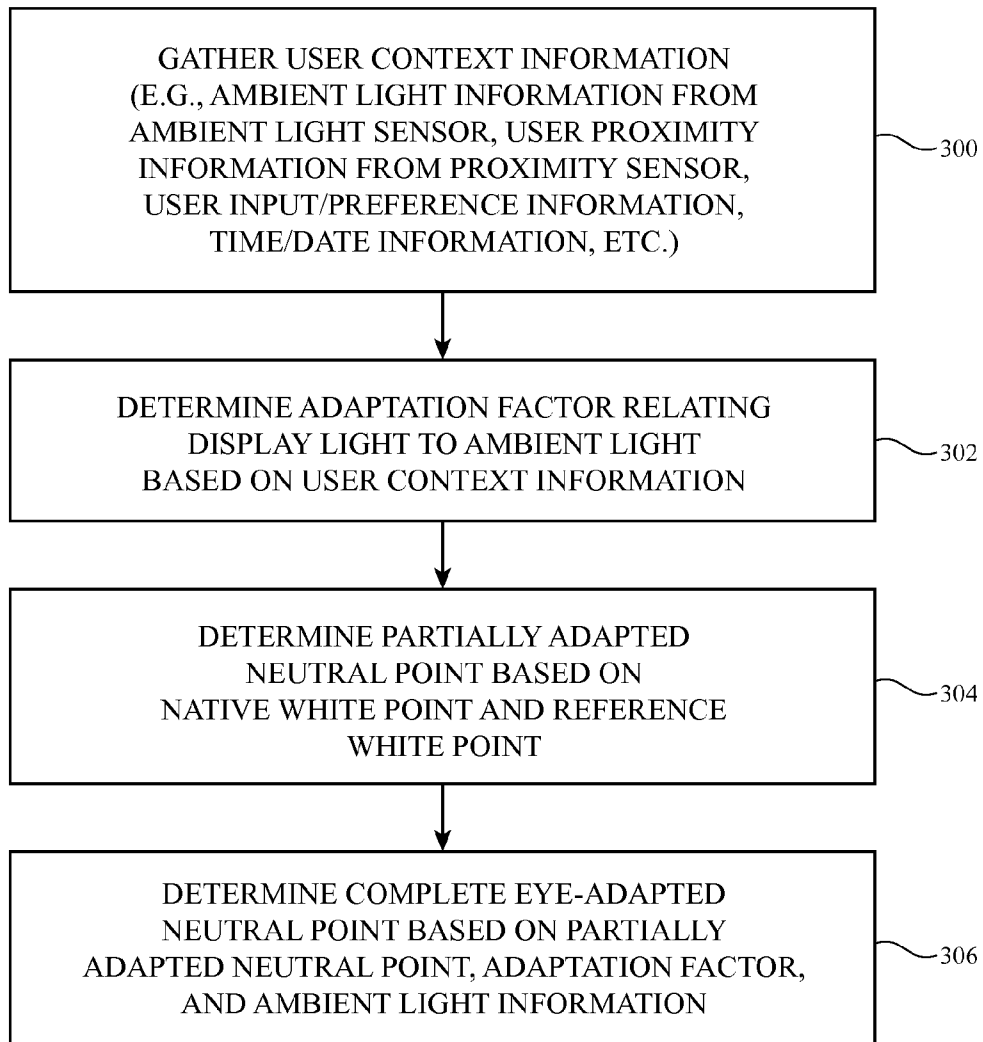 GATHER USER CONTEXT INFORMATION
(E.G., AMBIENT LIGHT INFORMATION FROM
AMBIENT LIGHT SENSOR, USER PROXIMITY
INFORMATION FROM PROXIMITY SENSOR,
USER INPUT/PREFERENCE INFORMATION,
TIME/DATE INFORMATION, ETC.)
300
DETERMINE ADAPTATION FACTOR RELATING
DISPLAY LIGHT TO AMBIENT LIGHT
BASED ON USER CONTEXT INFORMATION
302
DETERMINE PARTIALLY ADAPTED
NEUTRAL POINT BASED ON
NATIVE WHITE POINT AND REFERENCE
WHITE POINT
304
DETERMINE COMPLETE EYE-ADAPTED
NEUTRAL POINT BASED ON PARTIALLY
ADAPTED NEUTRAL POINT, ADAPTATION FACTOR,
AND AMBIENT LIGHT INFORMATION
306